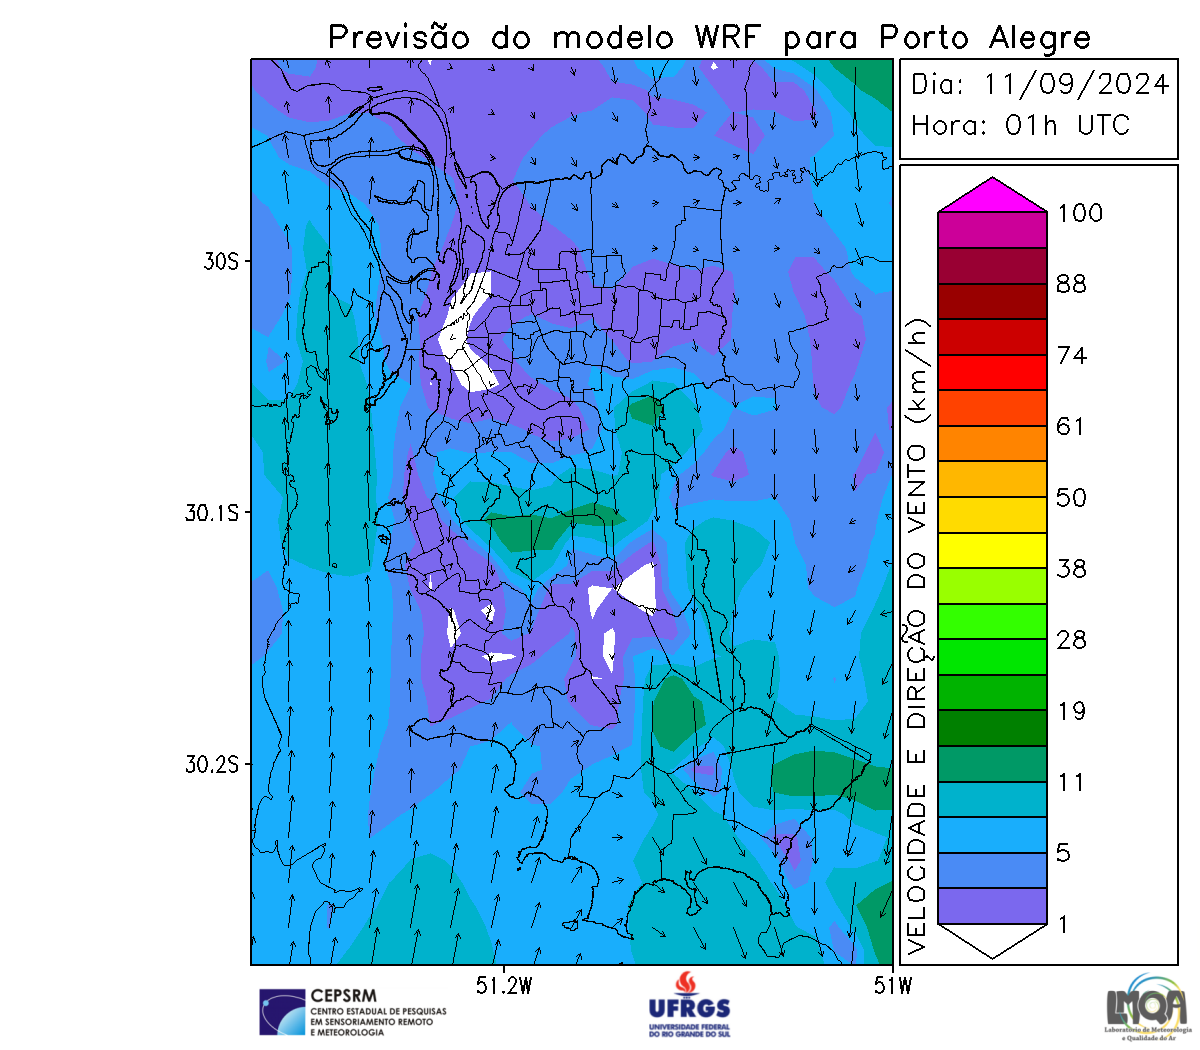 Previsão do modelo WRF para Porto Alegre
Dia: 11/09/2024
Hora: 01h UTC
30S
30.1S
30.2S
51.2W
51W
VELOCIDADE E DIREÇÃO DO VENTO (km/h)
100
88
74
61
50
38
28
19
11
5
1
CEPSRM
CENTRO ESTADUAL DE PESQUISAS
EM SENSORIAMENTO REMOTO
E METEOROLOGIA
UFRGS
UNIVERSIDADE FEDERAL
DO RIO GRANDE DO SUL
LMQA
Laboratório de Meteorologia
e Qualidade do Ar